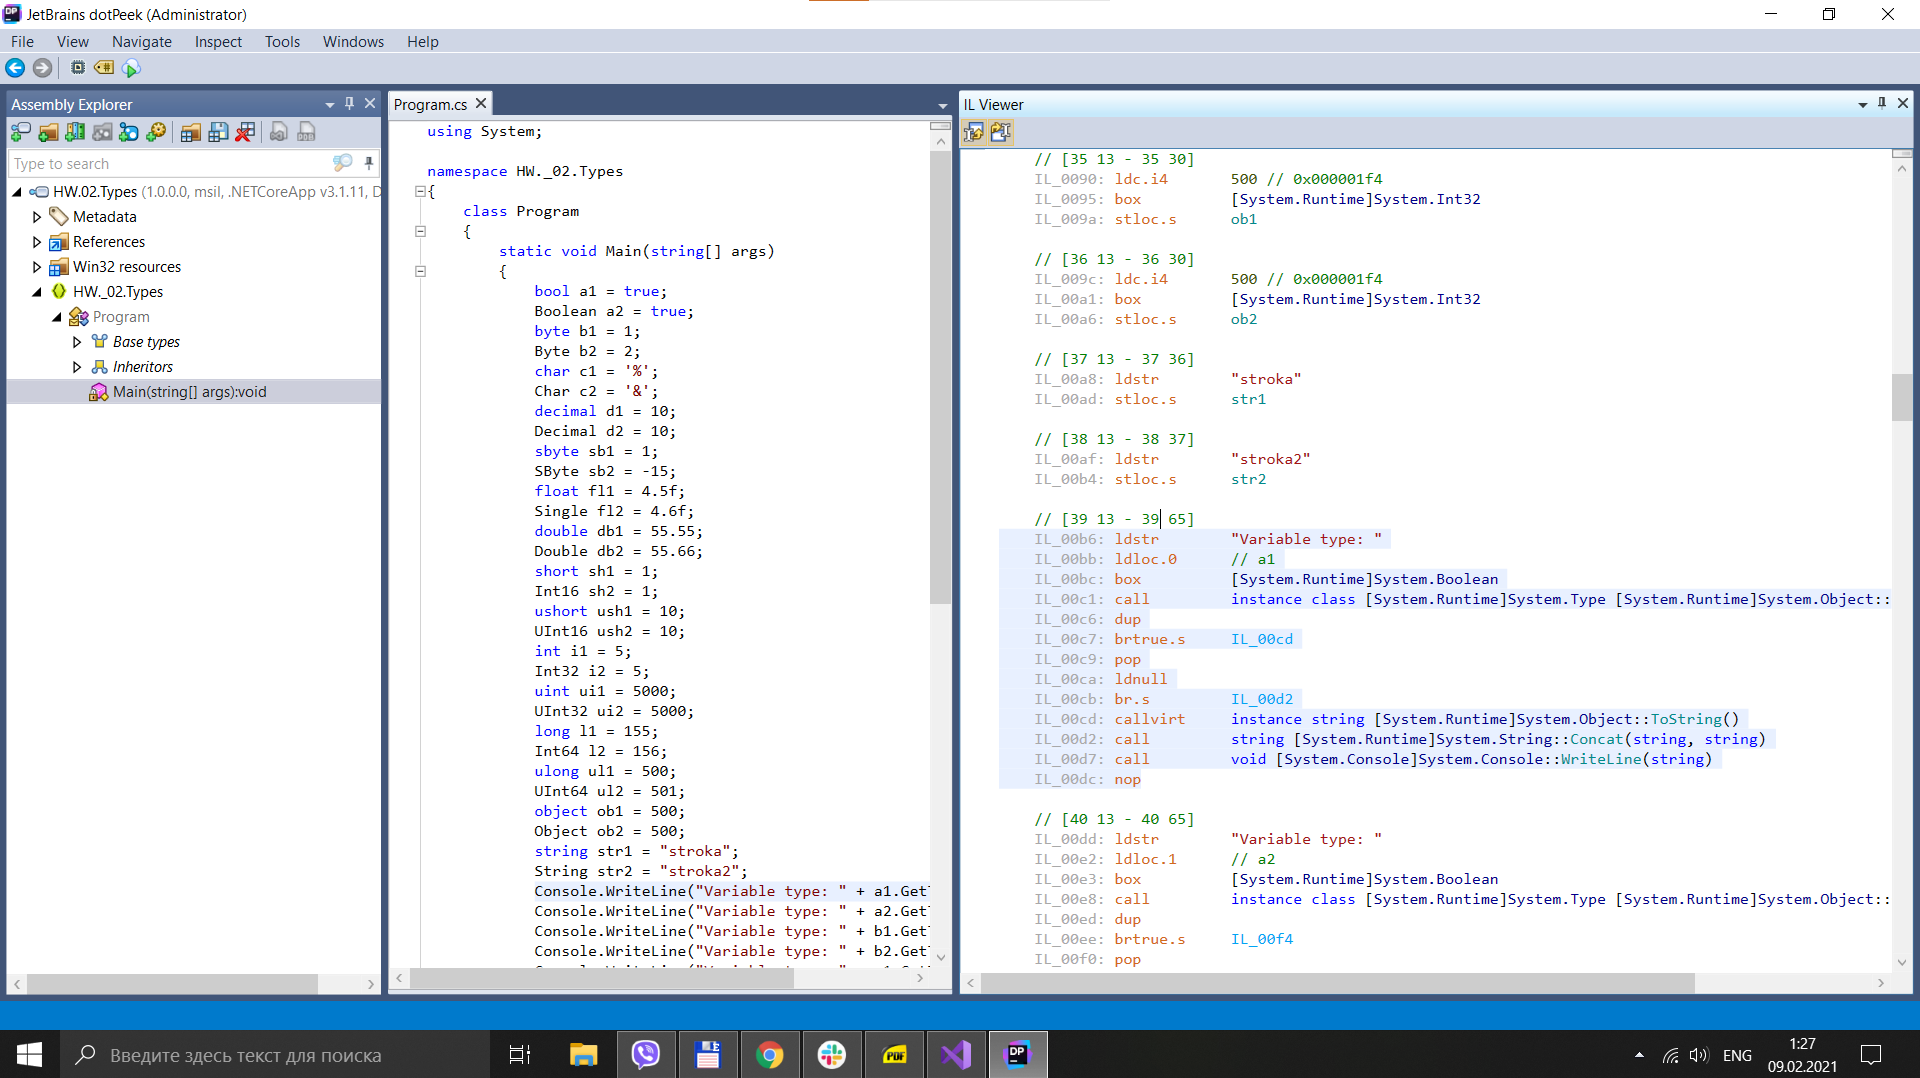 JetBrains dotPeek (Administrator)
File View Navigate Inspect Tools Windows Help
Assembly Explorer
Type to search
HW.02.Types (1.0.0.0, msil, .NETCoreApp v3.1.11, D
Metadata
References
Win32 resources
HW._02.Types
Program
Base types
Inheritors
Main(string[] args):void
Program.cs
using System;
namespace HW._02.Types
{
class Program
{
static void Main(string[] args)
{
bool a1 = true;
Boolean a2 = true;
byte b1 = 1;
Byte b2 = 2;
char c1 = '%';
Char c2 = '&';
decimal d1 = 10;
Decimal d2 = 10;
sbyte sb1 = 1;
SByte sb2 = -15;
float fl1 = 4.5f;
Single fl2 = 4.6f;
double db1 = 55.55;
Double db2 = 55.66;
short sh1 = 1;
Int16 sh2 = 1;
ushort ush1 = 10;
UInt16 ush2 = 10;
int i1 = 5;
Int32 i2 = 5;
uint ui1 = 5000;
UInt32 ui2 = 5000;
long l1 = 155;
Int64 l2 = 156;
ulong ul1 = 500;
UInt64 ul2 = 501;
object ob1 = 500;
Object ob2 = 500;
string str1 = "stroka";
String str2 = "stroka2";
Console.WriteLine("Variable type: " + a1.Get
Console.WriteLine("Variable type: " + a2.Get
Console.WriteLine("Variable type: " + b1.Get
Console.WriteLine("Variable type: " + b2.Get
IL Viewer
// [35 13 - 35 30]
IL_0090: ldc.i4 500 // 0x000001f4
IL_0095: box [System.Runtime]System.Int32
IL_009a: stloc.s ob1
// [36 13 - 36 30]
IL_009c: ldc.i4 500 // 0x000001f4
IL_00a1: box [System.Runtime]System.Int32
IL_00a6: stloc.s ob2
// [37 13 - 37 36]
IL_00a8: ldstr "stroka"
IL_00ad: stloc.s str1
// [38 13 - 38 37]
IL_00af: ldstr "stroka2"
IL_00b4: stloc.s str2
// [39 13 - 39 65]
IL_00b6: ldstr "Variable type: "
IL_00bb: ldloc.0 // a1
IL_00bc: box [System.Runtime]System.Boolean
IL_00c1: call instance class [System.Runtime]System.Type [System.Runtime]System.Object::
IL_00c6: dup
IL_00c7: brtrue.s IL_00cd
IL_00c9: pop
IL_00ca: ldnull
IL_00cb: br.s IL_00d2
IL_00cd: callvirt instance string [System.Runtime]System.Object::ToString()
IL_00d2: call string [System.Runtime]System.String::Concat(string, string)
IL_00d7: call void [System.Console]System.Console::WriteLine(string)
IL_00dc: nop
// [40 13 - 40 65]
IL_00dd: ldstr "Variable type: "
IL_00e2: ldloc.1 // a2
IL_00e3: box [System.Runtime]System.Boolean
IL_00e8: call instance class [System.Runtime]System.Type [System.Runtime]System.Object::
IL_00ed: dup
IL_00ee: brtrue.s IL_00f4
IL_00f0: pop
Введите здесь текст для поиска
PDF
DP
ENG
1:27
09.02.2021